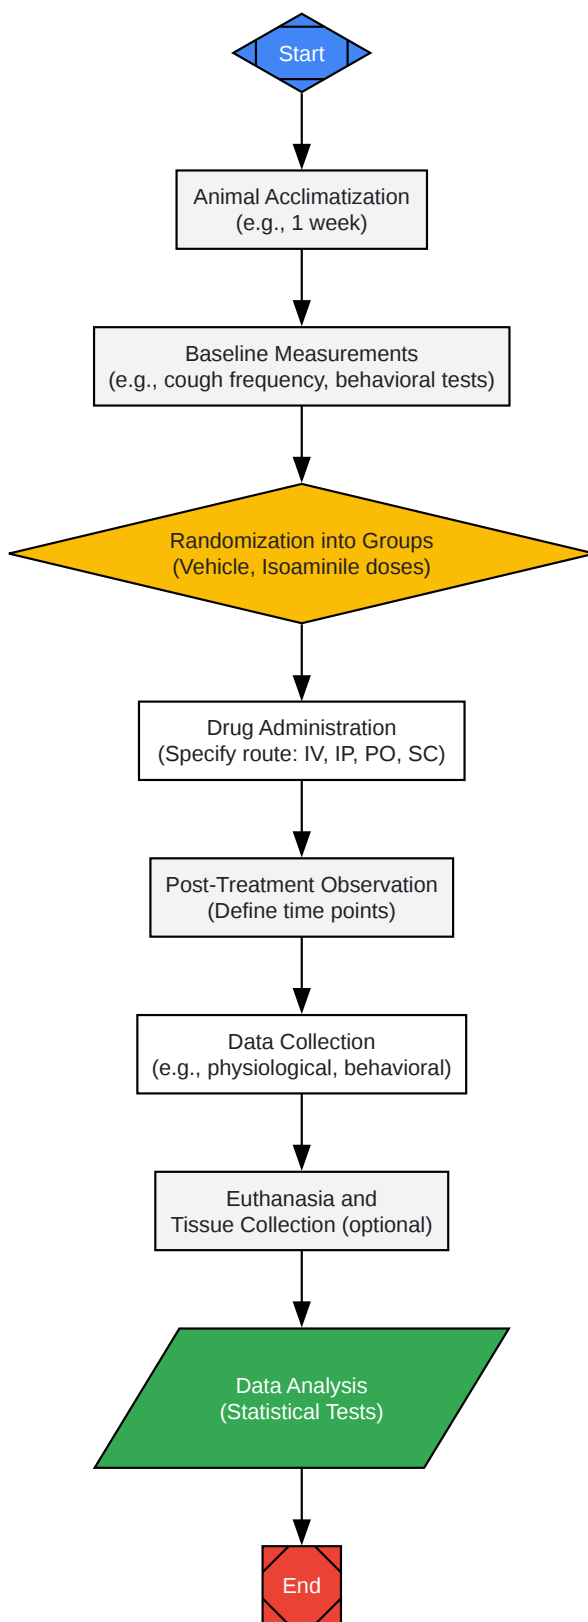 Start
Animal Acclimatization
(e.g., 1 week)
Baseline Measurements
(e.g., cough frequency, behavioral tests)
Randomization into Groups
(Vehicle, Isoaminile doses)
Drug Administration
(Specify route: IV, IP, PO, SC)
Post-Treatment Observation
(Define time points)
Data Collection
(e.g., physiological, behavioral)
Euthanasia and
Tissue Collection (optional)
Data Analysis
(Statistical Tests)
End